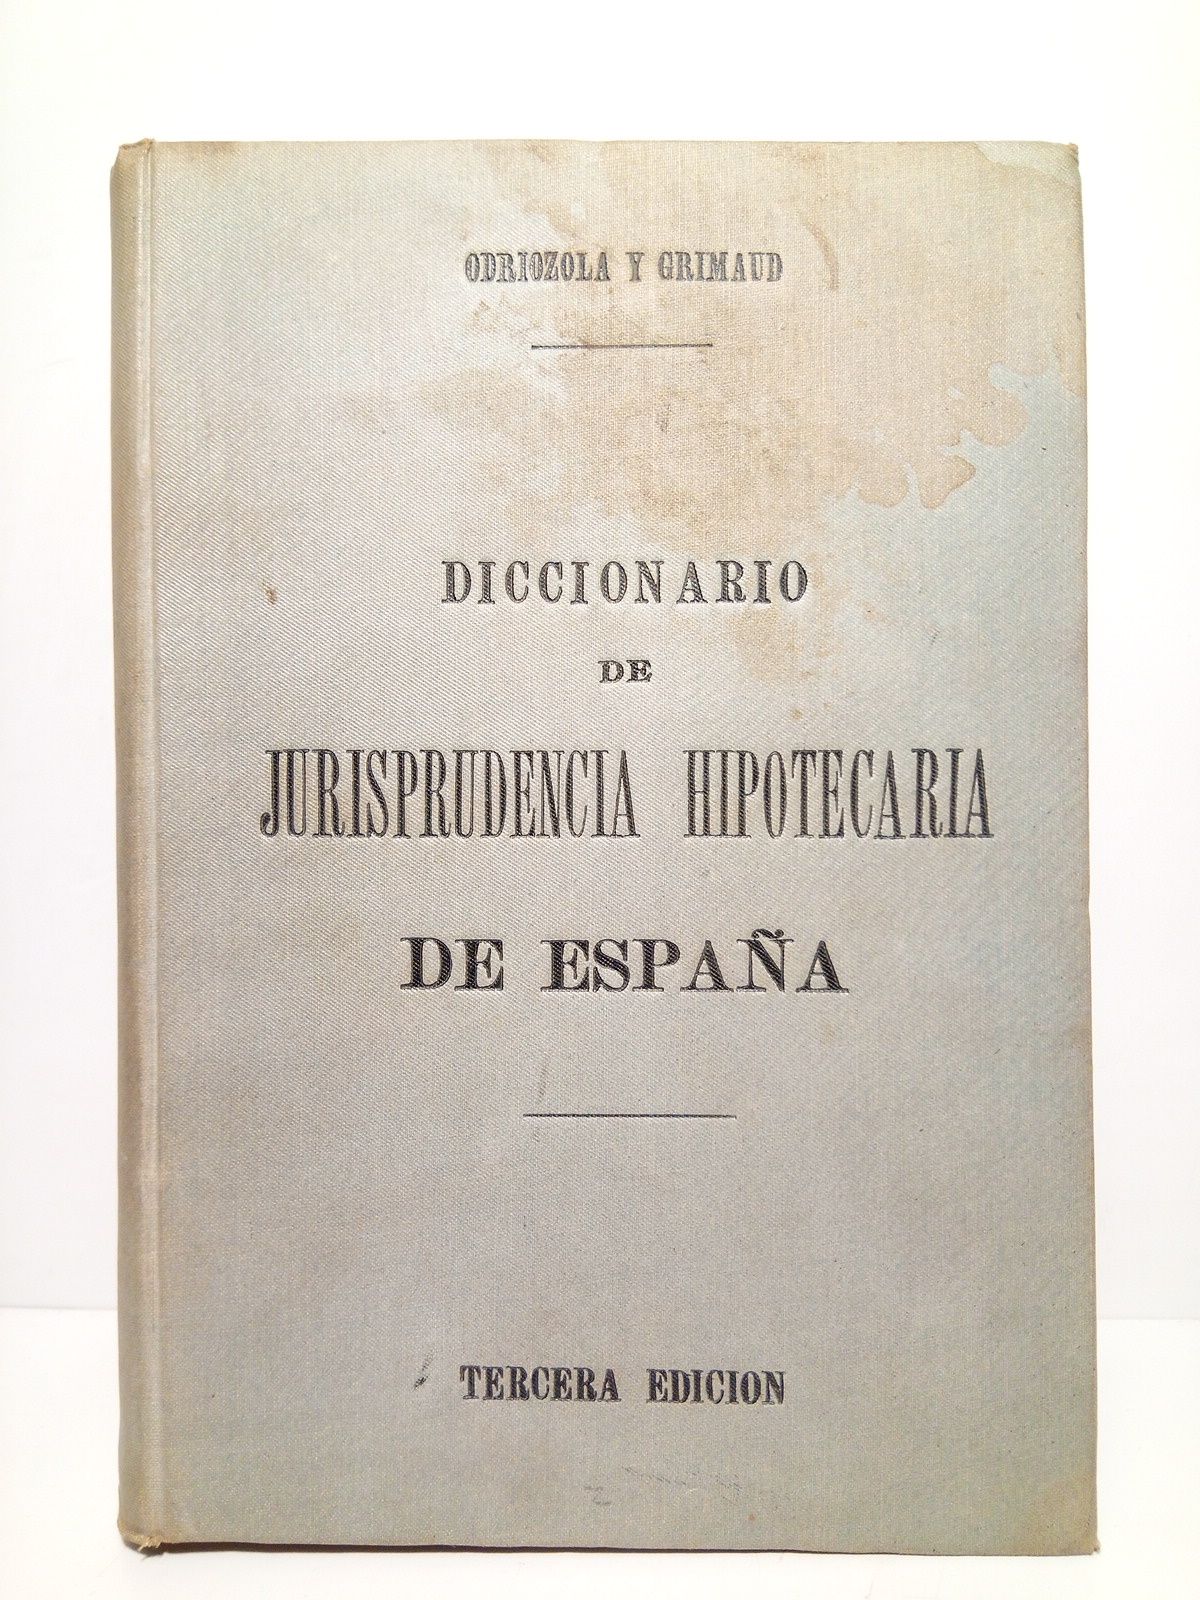 ODRIOZOLA Y GRIMAUD
DICCIONARIO
DE
JURISPRUDENCIA HIPOTECARIA
DE ESPAÑA
TERCERA EDICION